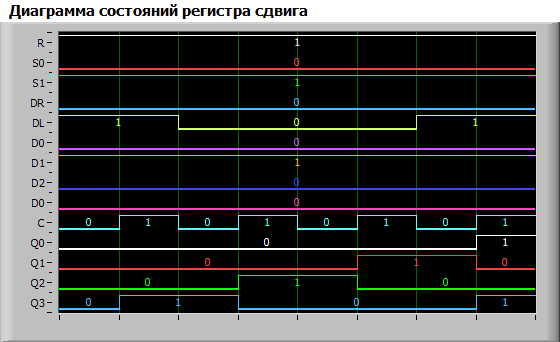 Диаграмма состояний регистра сдвига
R 1
S0 0
S1 1
DR 0
DL 1 0 1
D0 0
D1 1
D2 0
D0 0
C 0 1 0 1 0 1 0 1
Q0 0 1
Q1 0 1 0
Q2 0 1 0
Q3 0 1 0 1